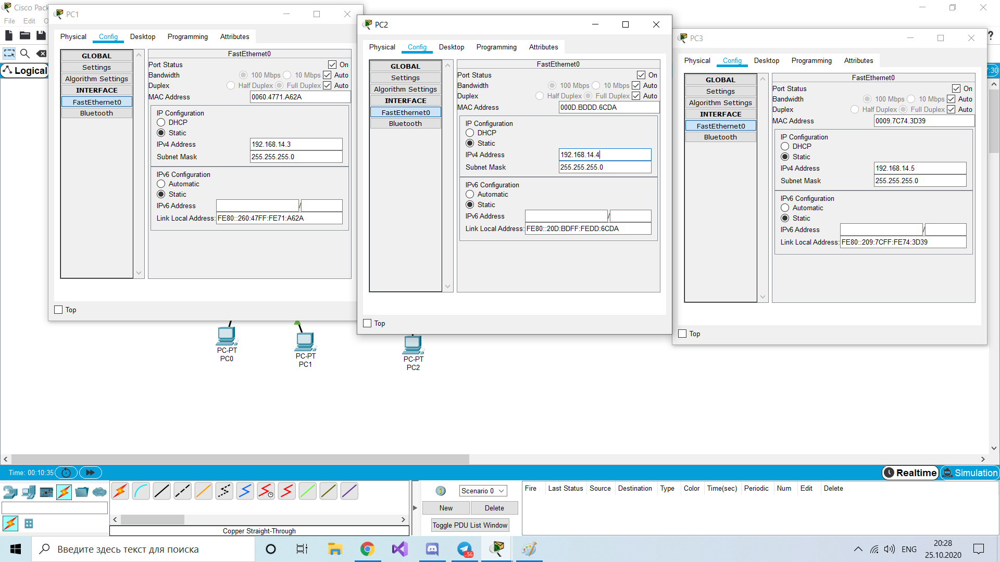 Cisco Pack
File Edit O
Logical
PC1
Physical Config Desktop Programming Attributes
GLOBAL
Settings
Algorithm Settings
INTERFACE
FastEthernet0
Bluetooth
FastEthernet0
Port Status On
Bandwidth 100 Mbps 10 Mbps Auto
Duplex Half Duplex Full Duplex Auto
MAC Address 0060.4771.A62A
IP Configuration
DHCP
Static
IPv4 Address 192.168.14.3
Subnet Mask 255.255.255.0
IPv6 Configuration
Automatic
Static
IPv6 Address /
Link Local Address: FE80::260:47FF:FE71:A62A
Top
PC2
Physical Config Desktop Programming Attributes
GLOBAL
Settings
Algorithm Settings
INTERFACE
FastEthernet0
Bluetooth
FastEthernet0
Port Status On
Bandwidth 100 Mbps 10 Mbps Auto
Duplex Half Duplex Full Duplex Auto
MAC Address 000D.BDDD.6CDA
IP Configuration
DHCP
Static
IPv4 Address 192.168.14.4
Subnet Mask 255.255.255.0
IPv6 Configuration
Automatic
Static
IPv6 Address /
Link Local Address: FE80::20D:BDFF:FEDD:6CDA
Top
PC3
Physical Config Desktop Programming Attributes
GLOBAL
Settings
Algorithm Settings
INTERFACE
FastEthernet0
Bluetooth
FastEthernet0
Port Status On
Bandwidth 100 Mbps 10 Mbps Auto
Duplex Half Duplex Full Duplex Auto
MAC Address 0009.7C74.3D39
IP Configuration
DHCP
Static
IPv4 Address 192.168.14.5
Subnet Mask 255.255.255.0
IPv6 Configuration
Automatic
Static
IPv6 Address /
Link Local Address: FE80::209:7CFF:FE74:3D39
Top
?
7:30
PC-PT
PC0
PC-PT
PC1
PC-PT
PC2
Time: 00:10:35
Realtime Simulation
Copper Straight-Through
1 Scenario 0
New Delete
Toggle PDU List Window
Fire Last Status Source Destination Type Color Time(sec) Periodic Num Edit Delete
Введите здесь текст для поиска
..56
ENG
20:28
25.10.2020